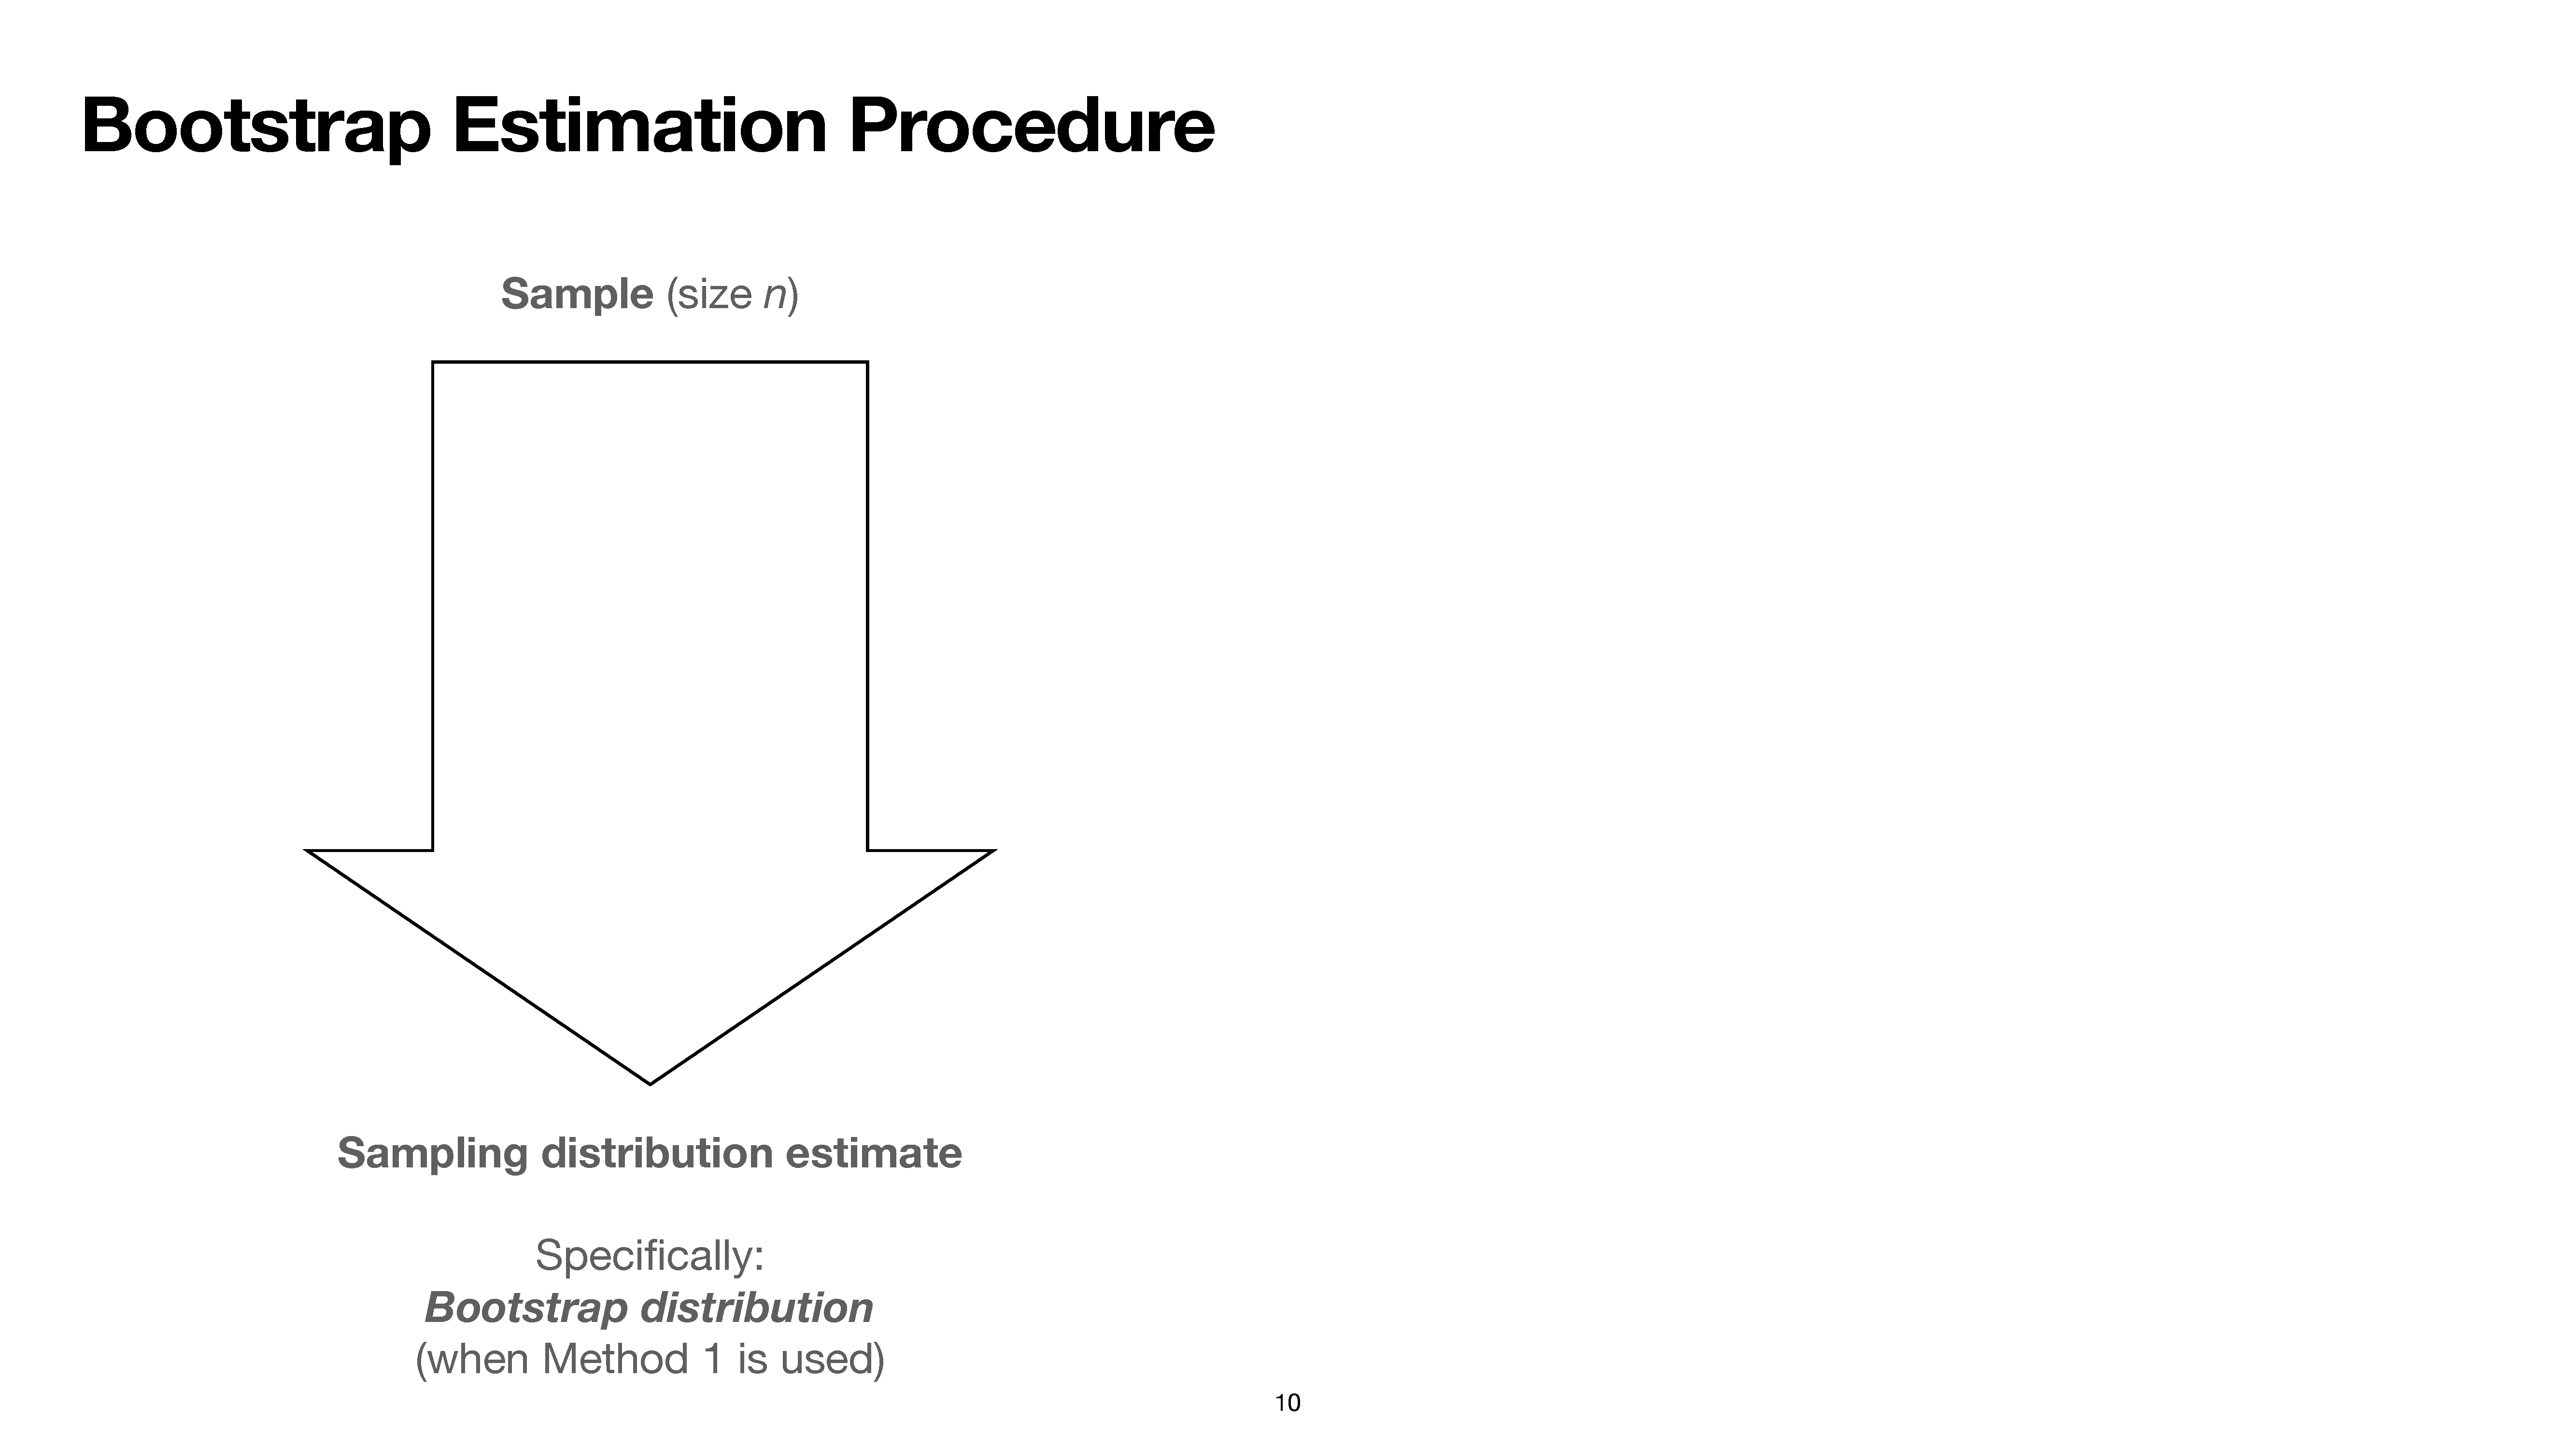 Bootstrap Estimation Procedure
Sample (size n)
Sampling distribution estimate
Specifically:
Bootstrap distribution
(when Method 1 is used)
10